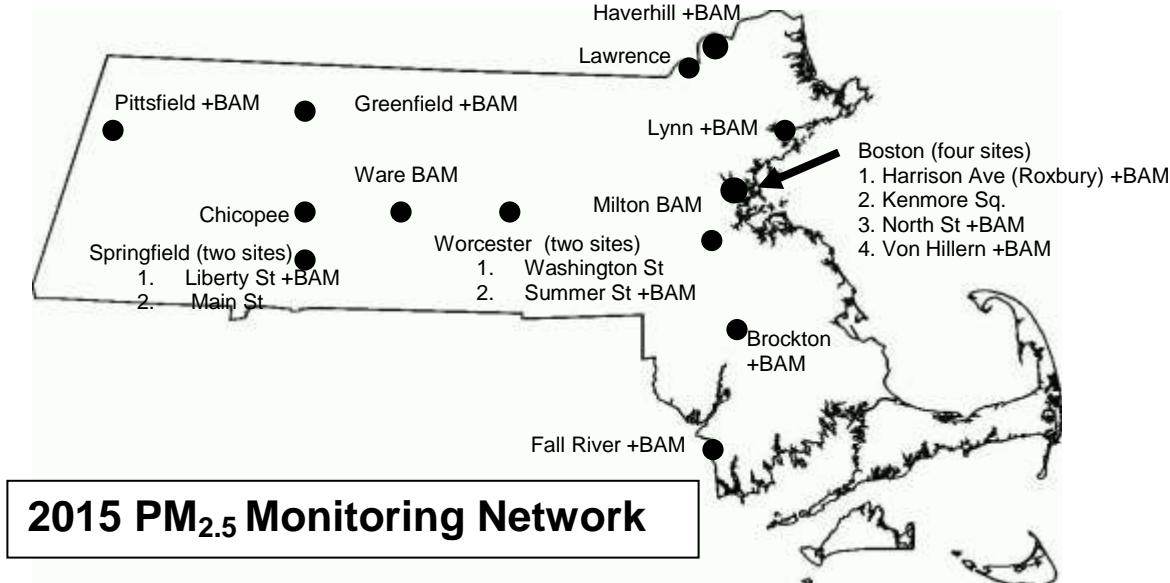 Haverhill +BAM
Lawrence
Pittsfield +BAM
Greenfield +BAM
Lynn +BAM
Boston (four sites)
1. Harrison Ave (Roxbury) +BAM
2. Kenmore Sq.
3. North St +BAM
4. Von Hillern +BAM
Ware BAM
Chicopee
Milton BAM
Springfield (two sites)
1. Liberty St +BAM
2. Main St
Worcester (two sites)
1. Washington St
2. Summer St +BAM
Brockton
+BAM
Fall River +BAM
2015 PM2.5 Monitoring Network